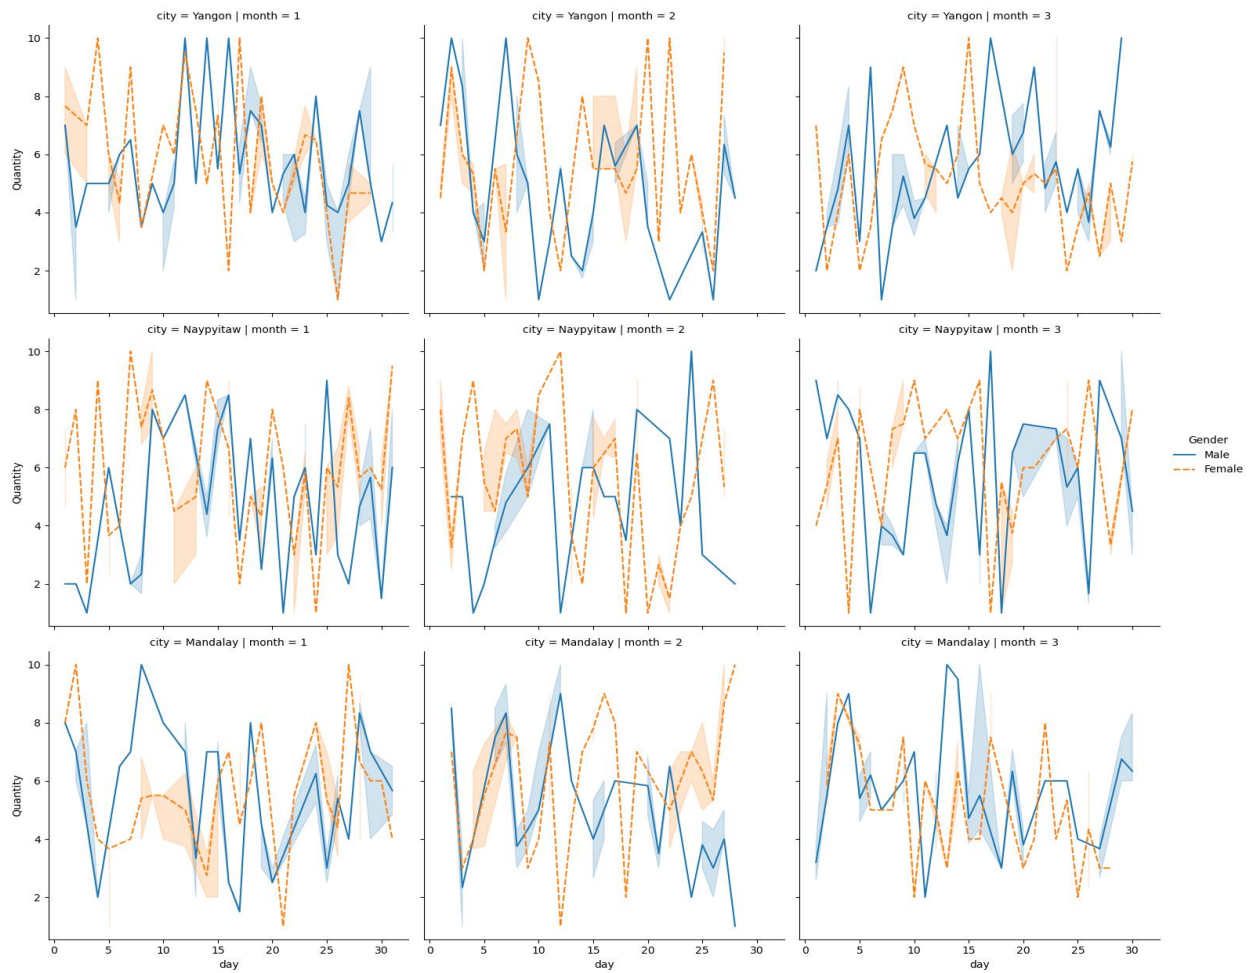 city = Yangon | month = 1
city = Yangon | month = 2
city = Yangon | month = 3
10
8
6
4
2
Quantity
city = Naypyitaw | month = 1
city = Naypyitaw | month = 2
city = Naypyitaw | month = 3
10
8
6
4
2
Quantity
Gender
Male
Female
city = Mandalay | month = 1
city = Mandalay | month = 2
city = Mandalay | month = 3
10
8
6
4
2
Quantity
0 5 10 15 20 25 30
0 5 10 15 20 25 30
0 5 10 15 20 25 30
day
day
day